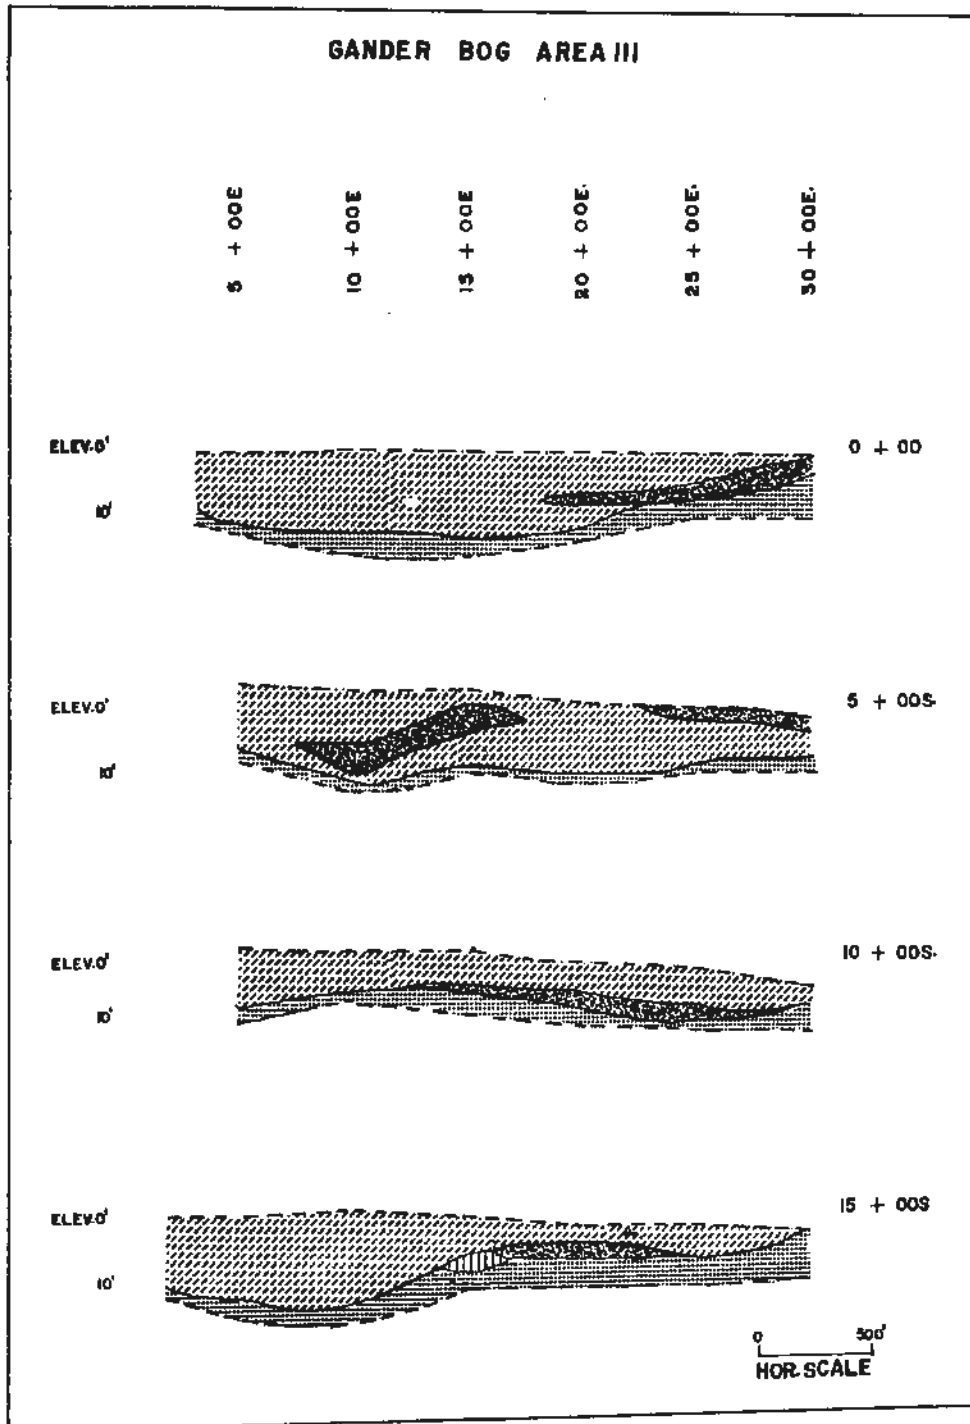 GANDER BOG AREA III
5 + 00E
10 + 00E
15 + 00E
20 + 00E.
25 + 00E.
30 + 00E.
ELEV.0'
0 + 00
10'
ELEV.0'
5 + 00S.
10'
ELEV.0'
10 + 00S.
10'
ELEV.0'
15 + 00S
10'
0 500'
HOR.SCALE